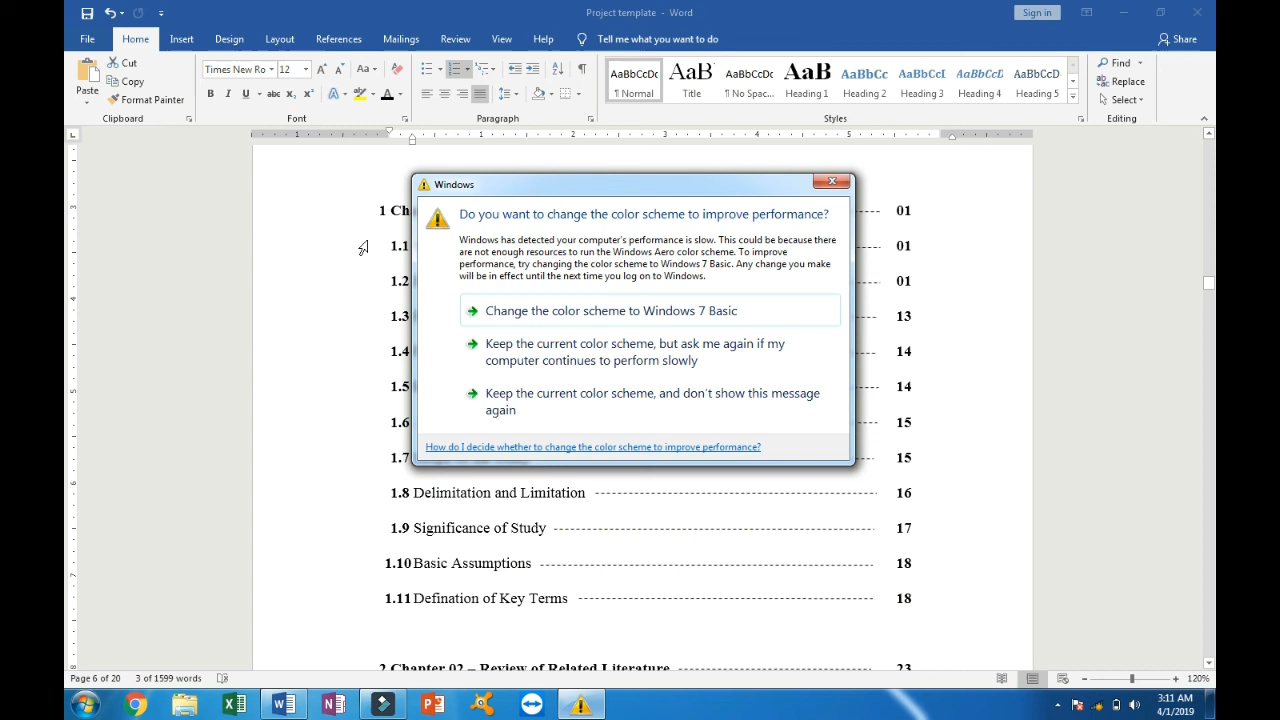 Project template - Word
Sign in
File Home Insert Design Layout References Mailings Review View Help Tell me what you want to do Share
Paste
Cut
Copy
Format Painter
Clipboard
Times New Ro 12 Aa
B I U abc x₂ x² A A
Font
Paragraph
AaBbCcDc AaB AaBbCcDc AaB AaBbCc AaBbCcI AaBbCcI AaBbCcD
¶ Normal Title ¶ No Spac... Heading 1 Heading 2 Heading 3 Heading 4 Heading 5
Styles
Find
Replace
Select
Editing
1 1 2 3 4 5
1 Ch 01
1.1 01
1.2 01
1.3 13
1.4 14
1.5 14
1.6 15
1.7 15
1.8 Delimitation and Limitation 16
1.9 Significance of Study 17
1.10 Basic Assumptions 18
1.11 Defination of Key Terms 18
2 Chapter 02 – Review of Related Literature 23
Windows
Do you want to change the color scheme to improve performance?
Windows has detected your computer's performance is slow. This could be because there
are not enough resources to run the Windows Aero color scheme. To improve
performance, try changing the color scheme to Windows 7 Basic. Any change you make
will be in effect until the next time you log on to Windows.
Change the color scheme to Windows 7 Basic
Keep the current color scheme, but ask me again if my
computer continues to perform slowly
Keep the current color scheme, and don't show this message
again
How do I decide whether to change the color scheme to improve performance?
Page 6 of 20 3 of 1599 words 120%
3:11 AM
4/1/2019